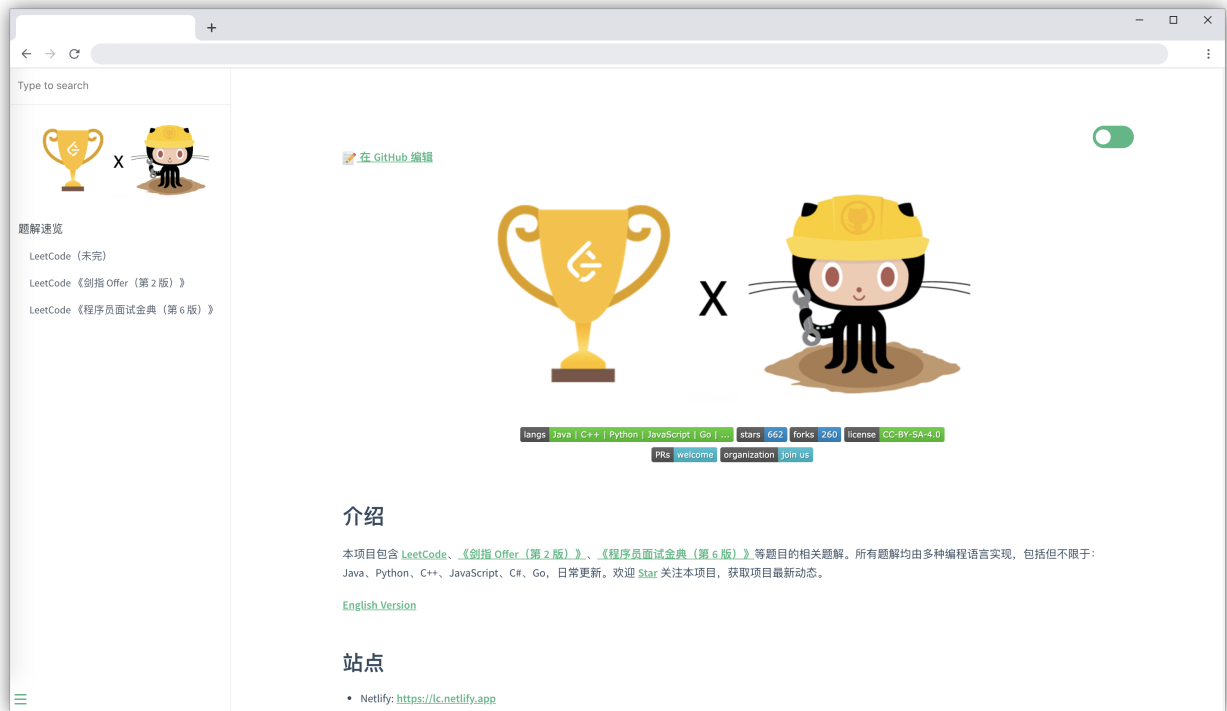 Type to search
X
题解速览
LeetCode（未完）
LeetCode 《剑指 Offer（第 2 版）》
LeetCode 《程序员面试金典（第 6 版）》
在 GitHub 编辑
X
langs Java | C++ | Python | JavaScript | Go | ... stars 662 forks 260 license CC-BY-SA-4.0
PRs welcome organization join us
介绍
本项目包含 LeetCode、《剑指 Offer（第 2 版）》、《程序员面试金典（第 6 版）》等题目的相关题解。所有题解均由多种编程语言实现，包括但不限于：
Java、Python、C++、JavaScript、C#、Go，日常更新。欢迎 Star 关注本项目，获取项目最新动态。
English Version
站点
• Netlify: https://lc.netlify.app